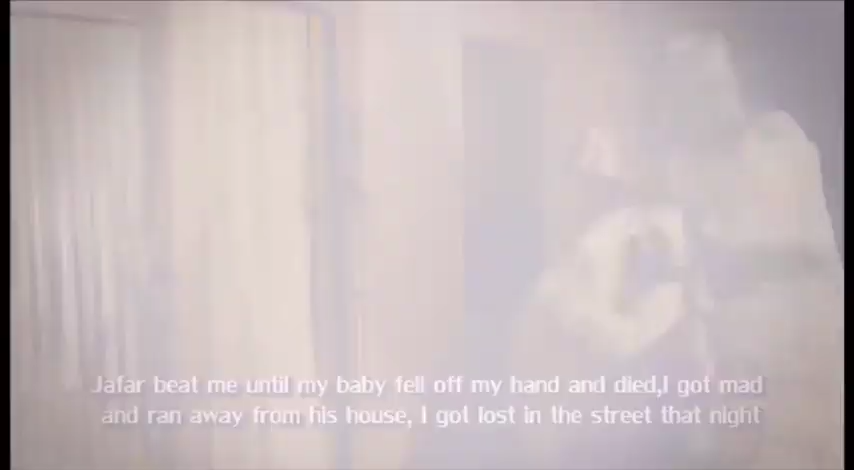 Jafar beat me until my baby fell off my hand and died,I got mad
and ran away from his house, I got lost in the street that night